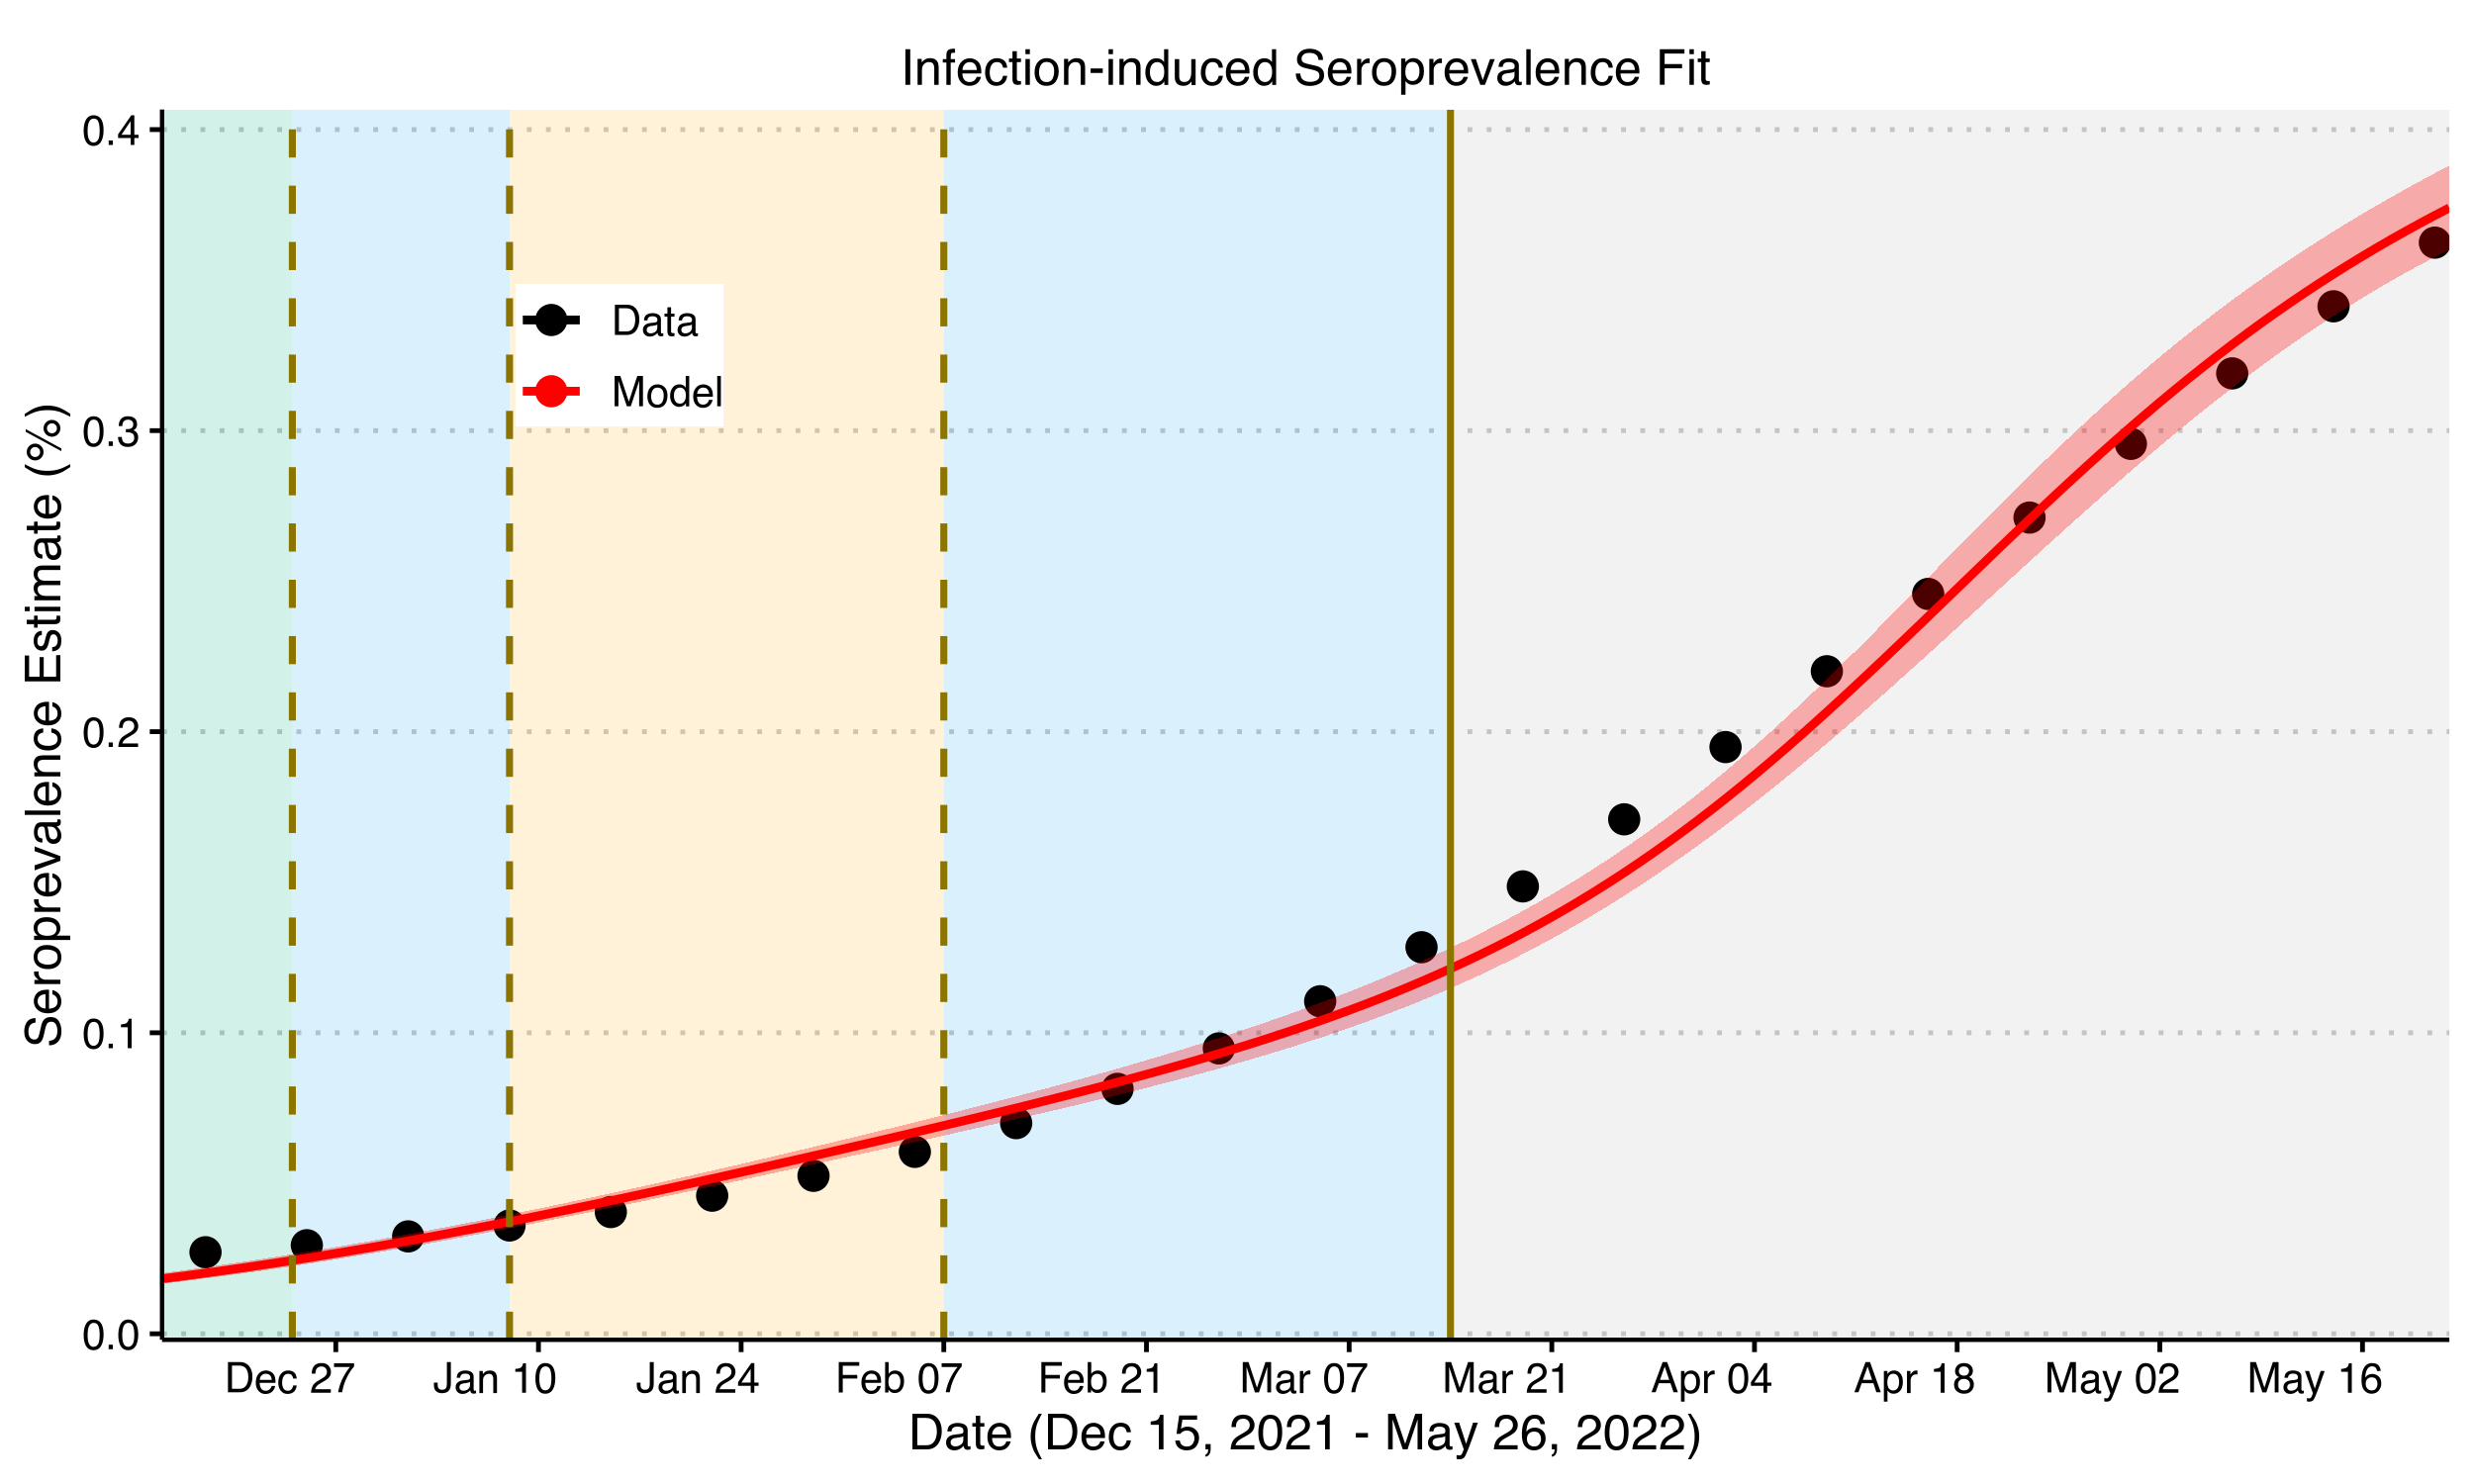 Infection-induced Seroprevalence Fit
Seroprevalence Estimate (%)
0.4
0.3
0.2
0.1
0.0
Data
Model
Dec 27 Jan 10 Jan 24 Feb 07 Feb 21 Mar 07 Mar 21 Apr 04 Apr 18 May 02 May 16
Date (Dec 15, 2021 - May 26, 2022)